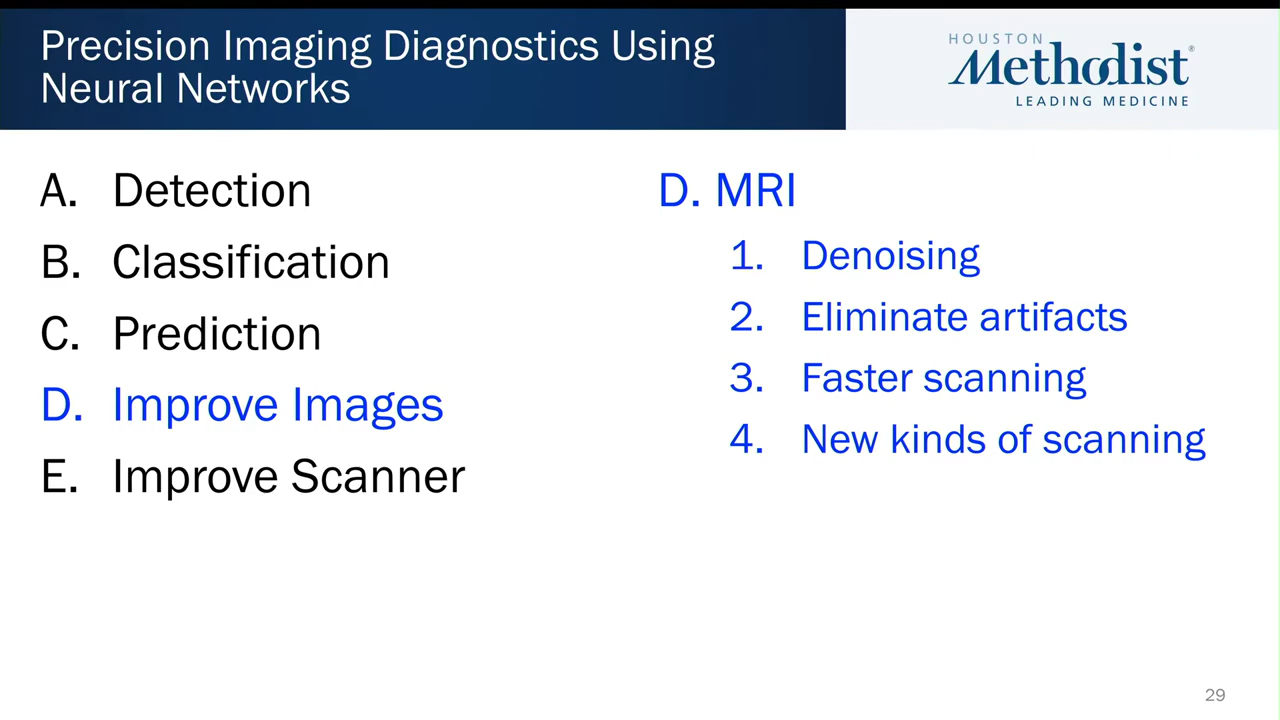 Precision Imaging Diagnostics Using
Neural Networks
HOUSTON
Methodist®
LEADING MEDICINE
A. Detection
B. Classification
C. Prediction
D. Improve Images
E. Improve Scanner
D. MRI
1. Denoising
2. Eliminate artifacts
3. Faster scanning
4. New kinds of scanning
29